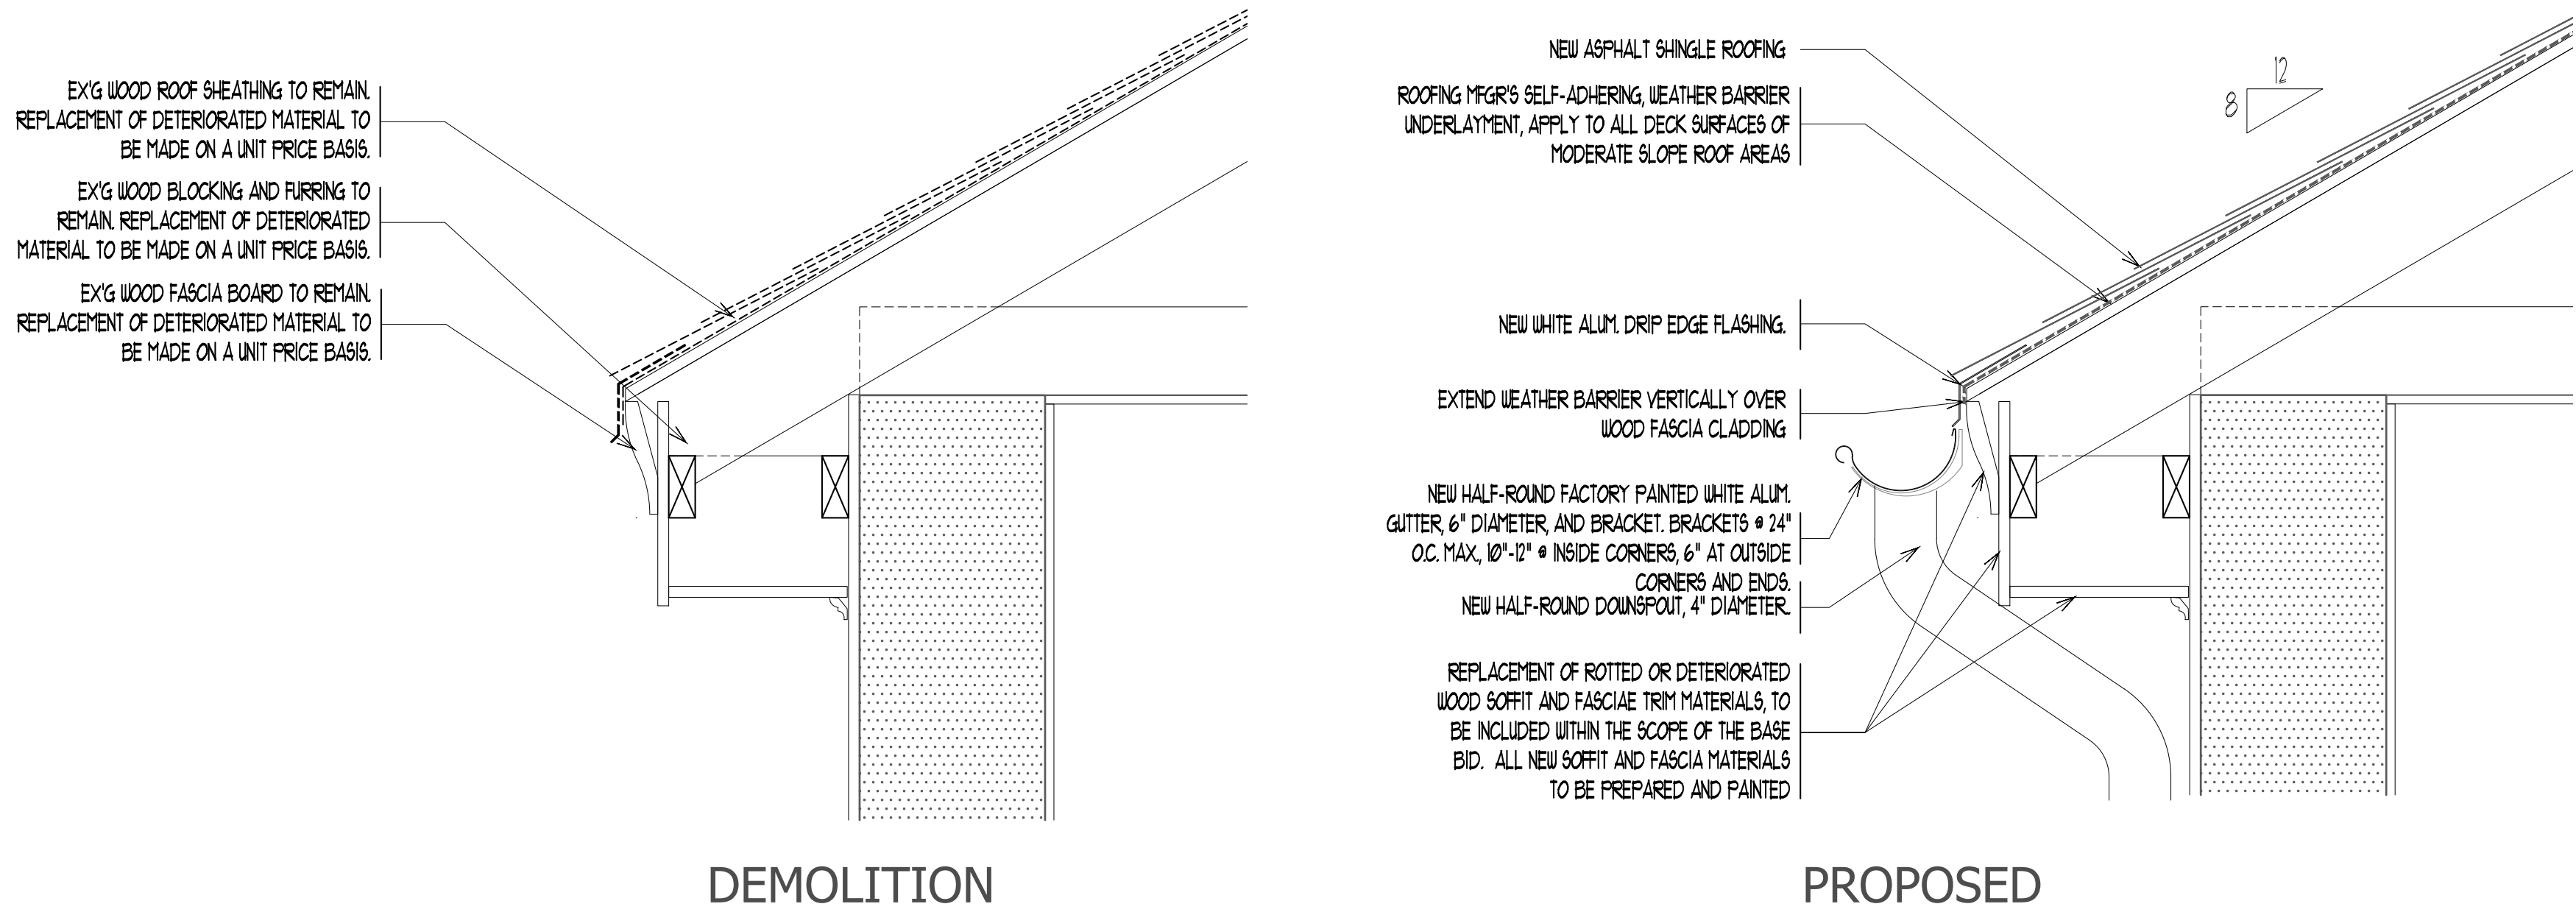 EX'G WOOD ROOF SHEATHING TO REMAIN.
REPLACEMENT OF DETERIORATED MATERIAL TO
BE MADE ON A UNIT PRICE BASIS.
EX'G WOOD BLOCKING AND FURRING TO
REMAIN. REPLACEMENT OF DETERIORATED
MATERIAL TO BE MADE ON A UNIT PRICE BASIS.
EX'G WOOD FASCIA BOARD TO REMAIN.
REPLACEMENT OF DETERIORATED MATERIAL TO
BE MADE ON A UNIT PRICE BASIS.
DEMOLITION
NEW ASPHALT SHINGLE ROOFING
ROOFING MFGR'S SELF-ADHERING, WEATHER BARRIER
UNDERLAYMENT, APPLY TO ALL DECK SURFACES OF
MODERATE SLOPE ROOF AREAS
12
8
NEW WHITE ALUM. DRIP EDGE FLASHING.
EXTEND WEATHER BARRIER VERTICALLY OVER
WOOD FASCIA CLADDING
NEW HALF-ROUND FACTORY PAINTED WHITE ALUM.
GUTTER, 6" DIAMETER, AND BRACKET. BRACKETS @ 24"
O.C. MAX., 10"-12" @ INSIDE CORNERS, 6" AT OUTSIDE
CORNERS AND ENDS.
NEW HALF-ROUND DOWNSPOUT, 4" DIAMETER.
REPLACEMENT OF ROTTED OR DETERIORATED
WOOD SOFFIT AND FASCIAE TRIM MATERIALS, TO
BE INCLUDED WITHIN THE SCOPE OF THE BASE
BID. ALL NEW SOFFIT AND FASCIA MATERIALS
TO BE PREPARED AND PAINTED
PROPOSED